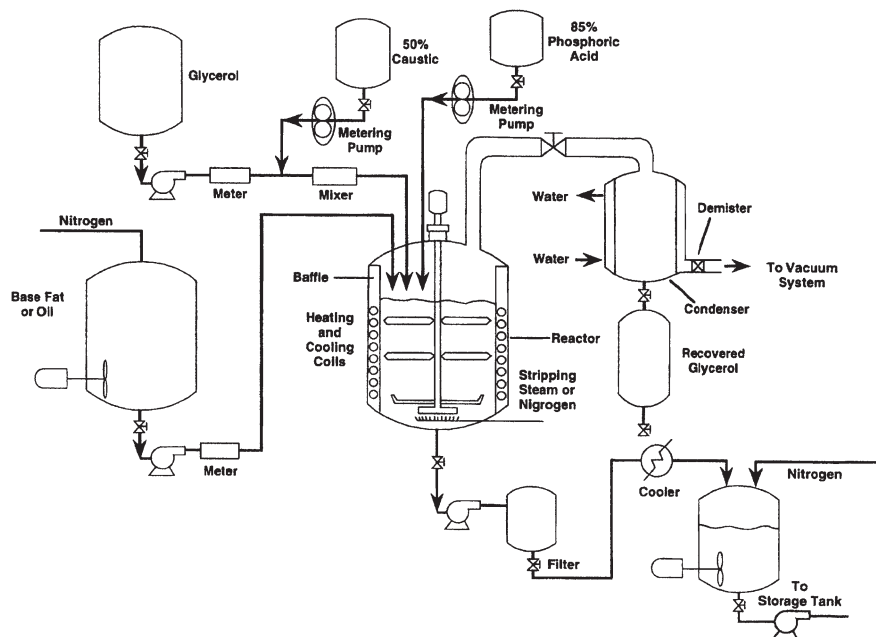 Glycerol
50%
Caustic
85%
Phosphoric
Acid
Metering
Pump
Metering
Pump
Meter
Mixer
Nitrogen
Water
Demister
Base Fat
or Oil
Baffle
Water
To Vacuum
System
Heating
and
Cooling
Coils
Condenser
Reactor
Recovered
Glycerol
Stripping
Steam or
Nigrogen
Meter
Cooler
Nitrogen
Filter
To
Storage Tank